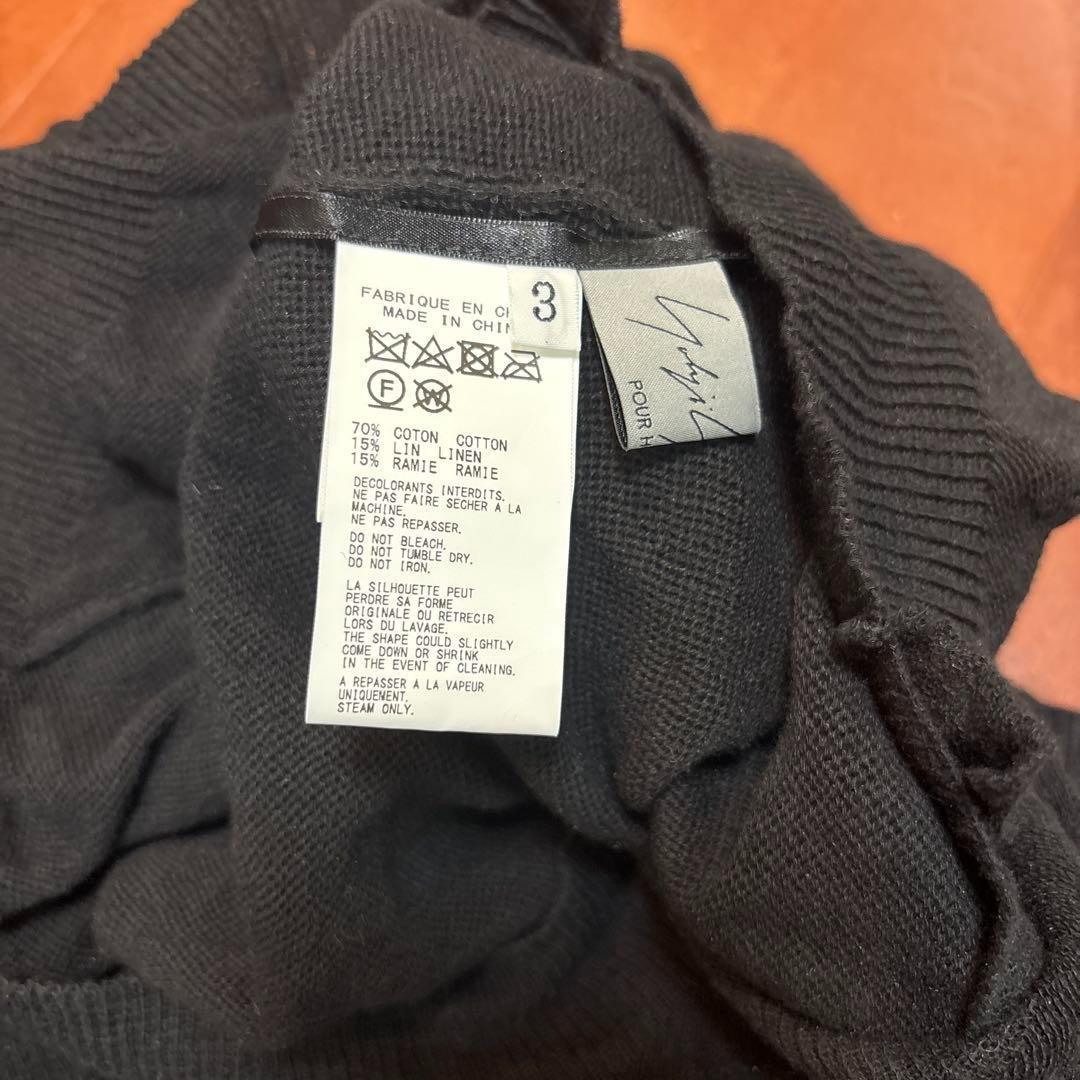 FABRIQUE EN
MADE IN
3
F W
70% COTON COTTON
15% LIN LINEN
15% RAMIE RAMIE
DECOLORANTS INTERDITS.
NE PAS FAIRE SECHER A LA
MACHINE.
NE PAS REPASSER.
DO NOT BLEACH.
DO NOT TUMBLE DRY.
DO NOT IRON.
LA SILHOUETTE PEUT
PERDRE SA FORME
ORIGINALE OU RETRECIR
LORS DU LAVAGE.
THE SHAPE COULD SLIGHTLY
COME DOWN OR SHRINK
IN THE EVENT OF CLEANING.
A REPASSER A LA VAPEUR
UNIQUEMENT.
STEAM ONLY.
POUR